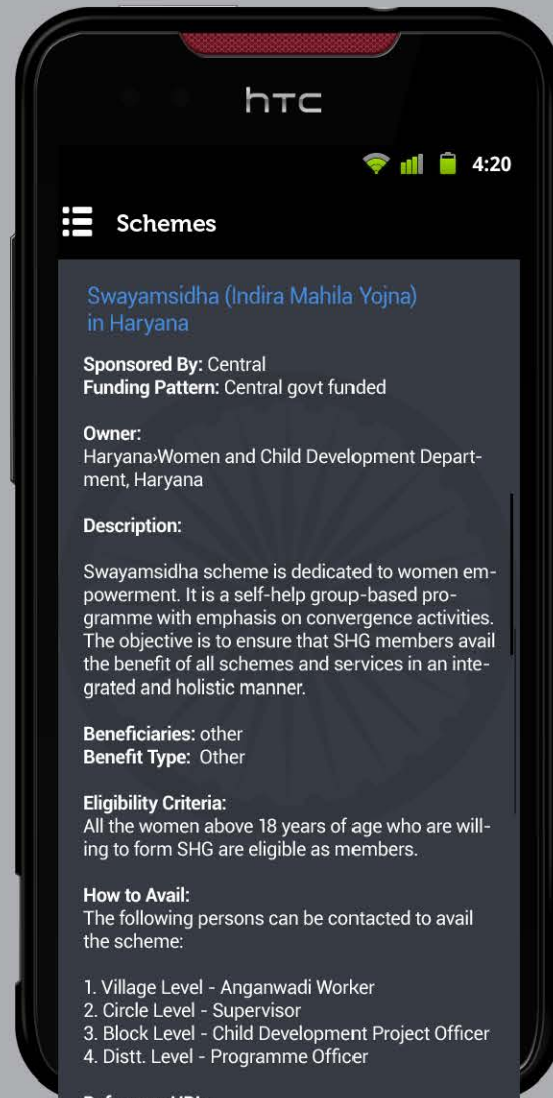 htc
4:20
Schemes
Swayamsidha (Indira Mahila Yojna)
in Haryana
Sponsored By: Central
Funding Pattern: Central govt funded
Owner:
Haryana›Women and Child Development Depart-
ment, Haryana
Description:
Swayamsidha scheme is dedicated to women em-
powerment. It is a self-help group-based pro-
gramme with emphasis on convergence activities.
The objective is to ensure that SHG members avail
the benefit of all schemes and services in an inte-
grated and holistic manner.
Beneficiaries: other
Benefit Type: Other
Eligibility Criteria:
All the women above 18 years of age who are will-
ing to form SHG are eligible as members.
How to Avail:
The following persons can be contacted to avail
the scheme:
1. Village Level - Anganwadi Worker
2. Circle Level - Supervisor
3. Block Level - Child Development Project Officer
4. Distt. Level - Programme Officer